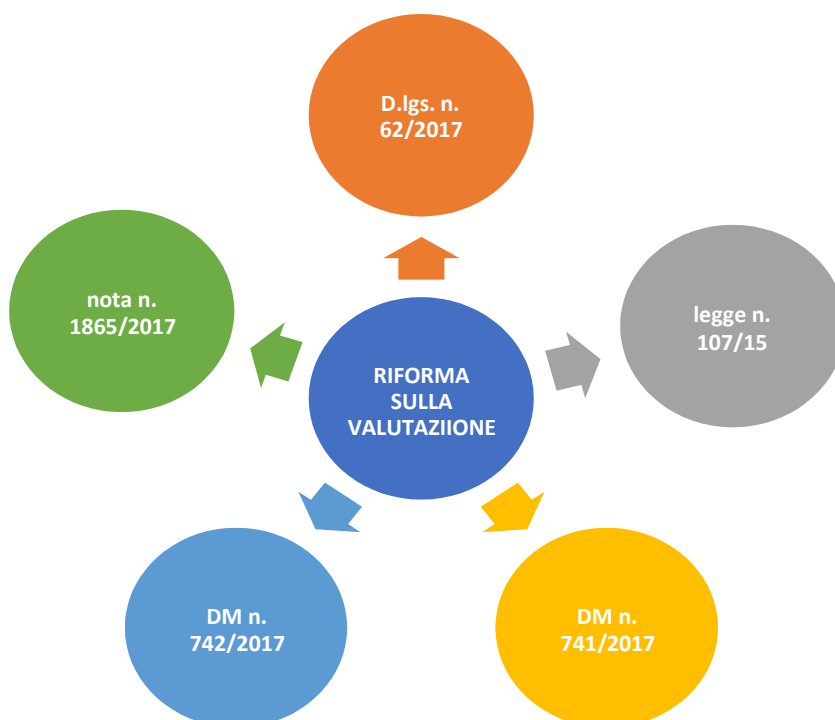 D.lgs. n.
62/2017
nota n.
1865/2017
legge n.
107/15
RIFORMA
SULLA
VALUTAZIIONE
DM n.
742/2017
DM n.
741/2017